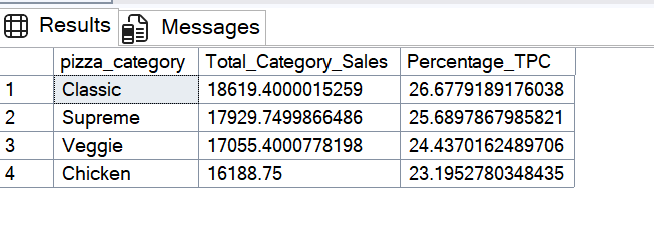 Results Messages
pizza_category Total_Category_Sales Percentage_TPC
1 Classic 18619.4000015259 26.6779189176038
2 Supreme 17929.7499866486 25.6897867985821
3 Veggie 17055.4000778198 24.4370162489706
4 Chicken 16188.75 23.1952780348435